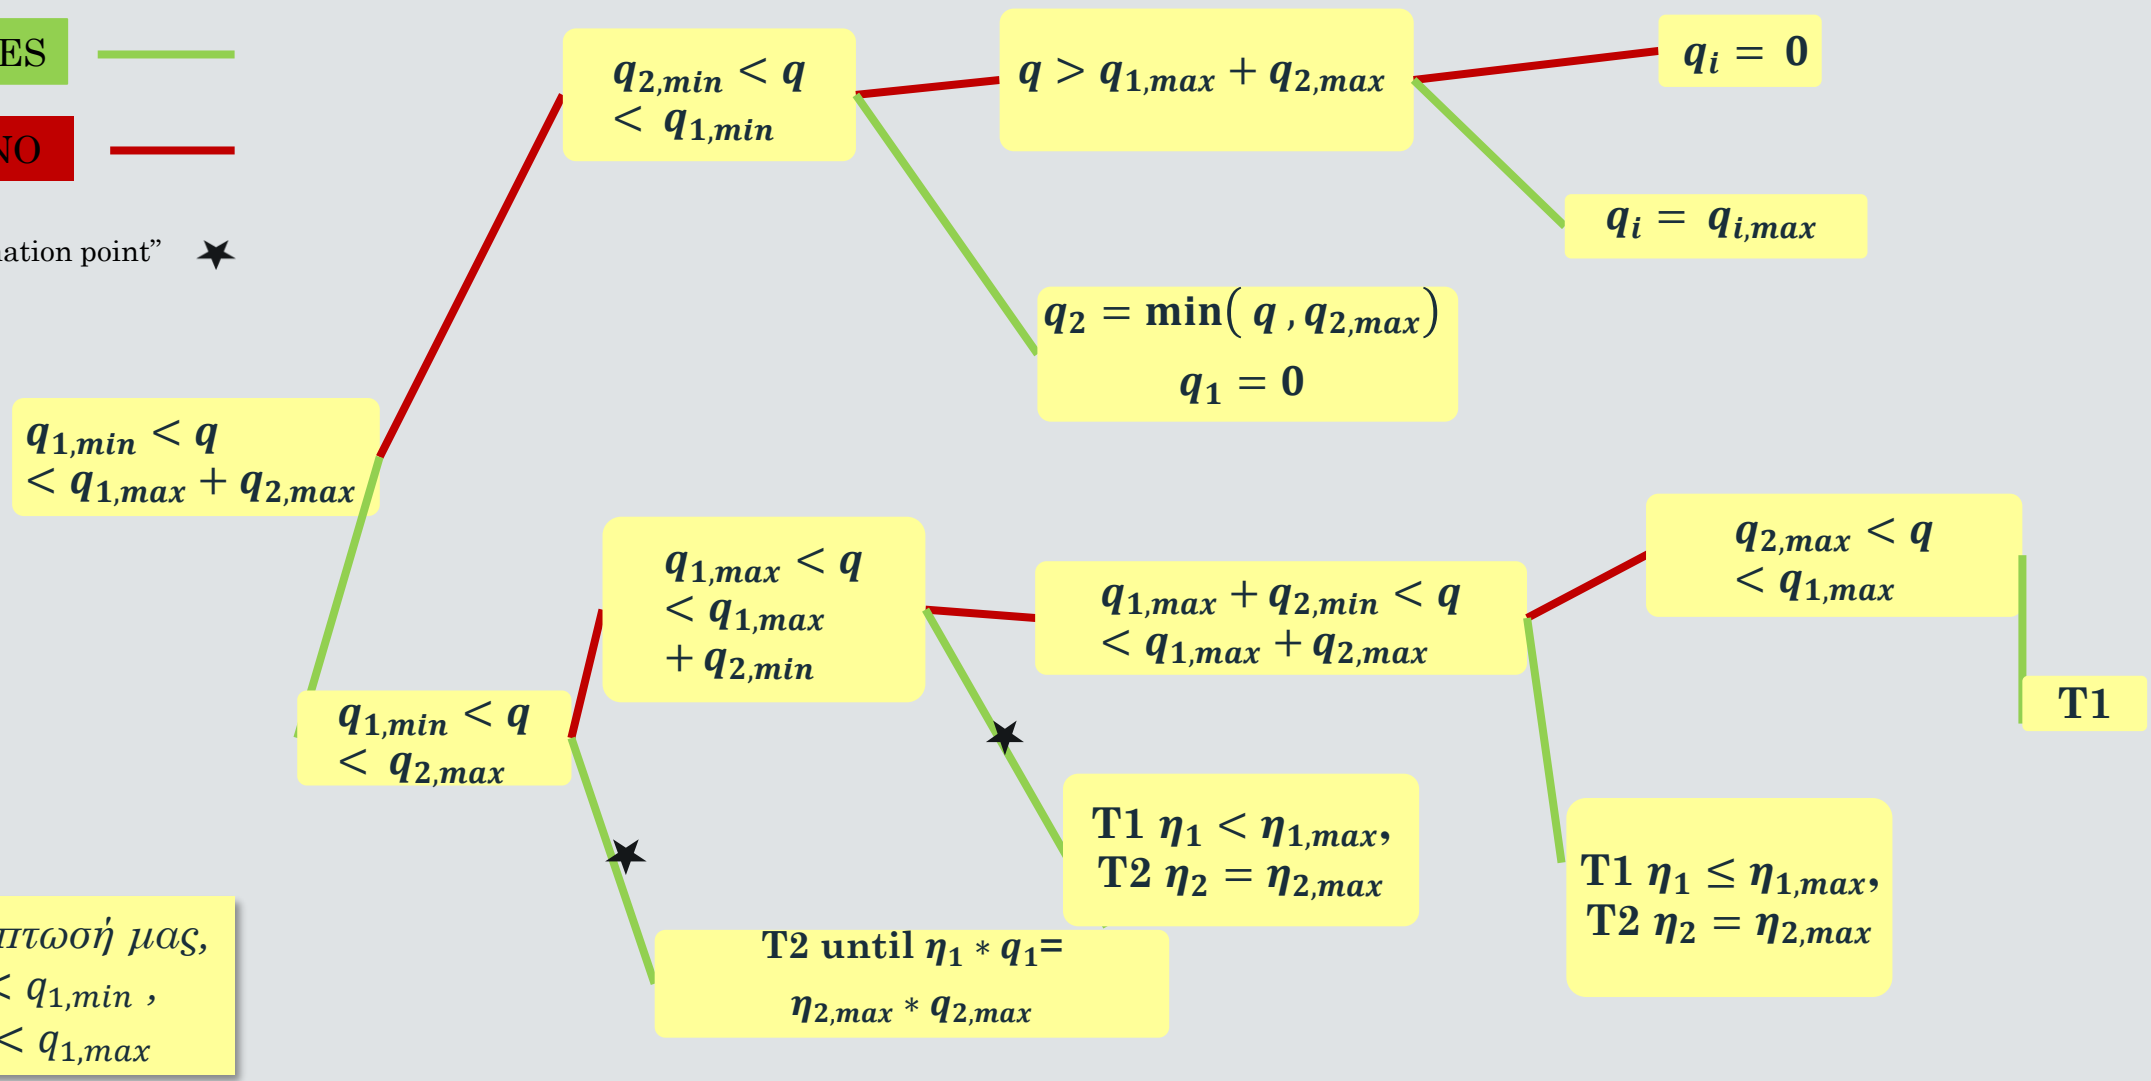 ES
NO
nation point”
q₁,min < q
< q₁,max + q₂,max
q₂,min < q
< q₁,min
q > q₁,max + q₂,max
qᵢ = 0
qᵢ = qᵢ,max
q₂ = min( q , q₂,max)
q₁ = 0
q₁,min < q
< q₂,max
q₁,max < q
< q₁,max
+ q₂,min
q₁,max + q₂,min < q
< q₁,max + q₂,max
q₂,max < q
< q₁,max
T1
T1 η₁ < η₁,max,
T2 η₂ = η₂,max
T1 η₁ ≤ η₁,max,
T2 η₂ = η₂,max
T2 until η₁ * q₁=
η₂,max * q₂,max
πτωσή μας,
< q₁,min ,
< q₁,max